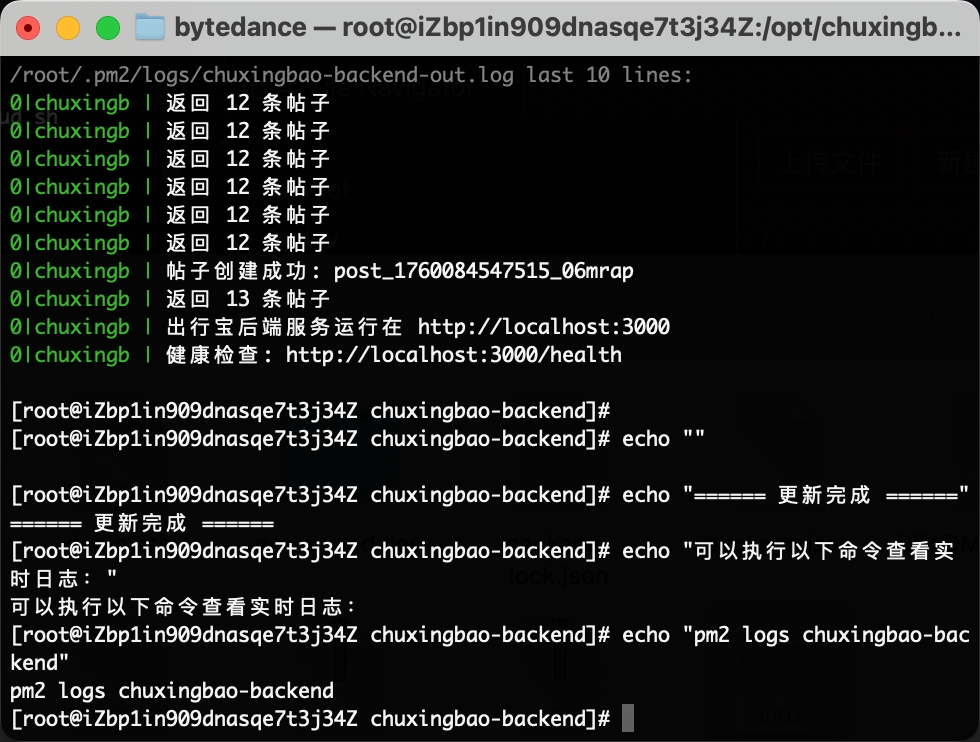 bytedance — root@iZbp1in909dnasqe7t3j34Z:/opt/chuxingb...
/root/.pm2/logs/chuxingbao-backend-out.log last 10 lines:
0|chuxingb | 返回 12 条帖子
0|chuxingb | 返回 12 条帖子
0|chuxingb | 返回 12 条帖子
0|chuxingb | 返回 12 条帖子
0|chuxingb | 返回 12 条帖子
0|chuxingb | 返回 12 条帖子
0|chuxingb | 帖子创建成功: post_1760084547515_06mrap
0|chuxingb | 返回 13 条帖子
0|chuxingb | 出行宝后端服务运行在 http://localhost:3000
0|chuxingb | 健康检查: http://localhost:3000/health
[root@iZbp1in909dnasqe7t3j34Z chuxingbao-backend]#
[root@iZbp1in909dnasqe7t3j34Z chuxingbao-backend]# echo ""
[root@iZbp1in909dnasqe7t3j34Z chuxingbao-backend]# echo "====== 更新完成 ======"
====== 更新完成 ======
[root@iZbp1in909dnasqe7t3j34Z chuxingbao-backend]# echo "可以执行以下命令查看实
时日志: "
可以执行以下命令查看实时日志:
[root@iZbp1in909dnasqe7t3j34Z chuxingbao-backend]# echo "pm2 logs chuxingbao-bac
kend"
pm2 logs chuxingbao-backend
[root@iZbp1in909dnasqe7t3j34Z chuxingbao-backend]#
上传文件
lock.json